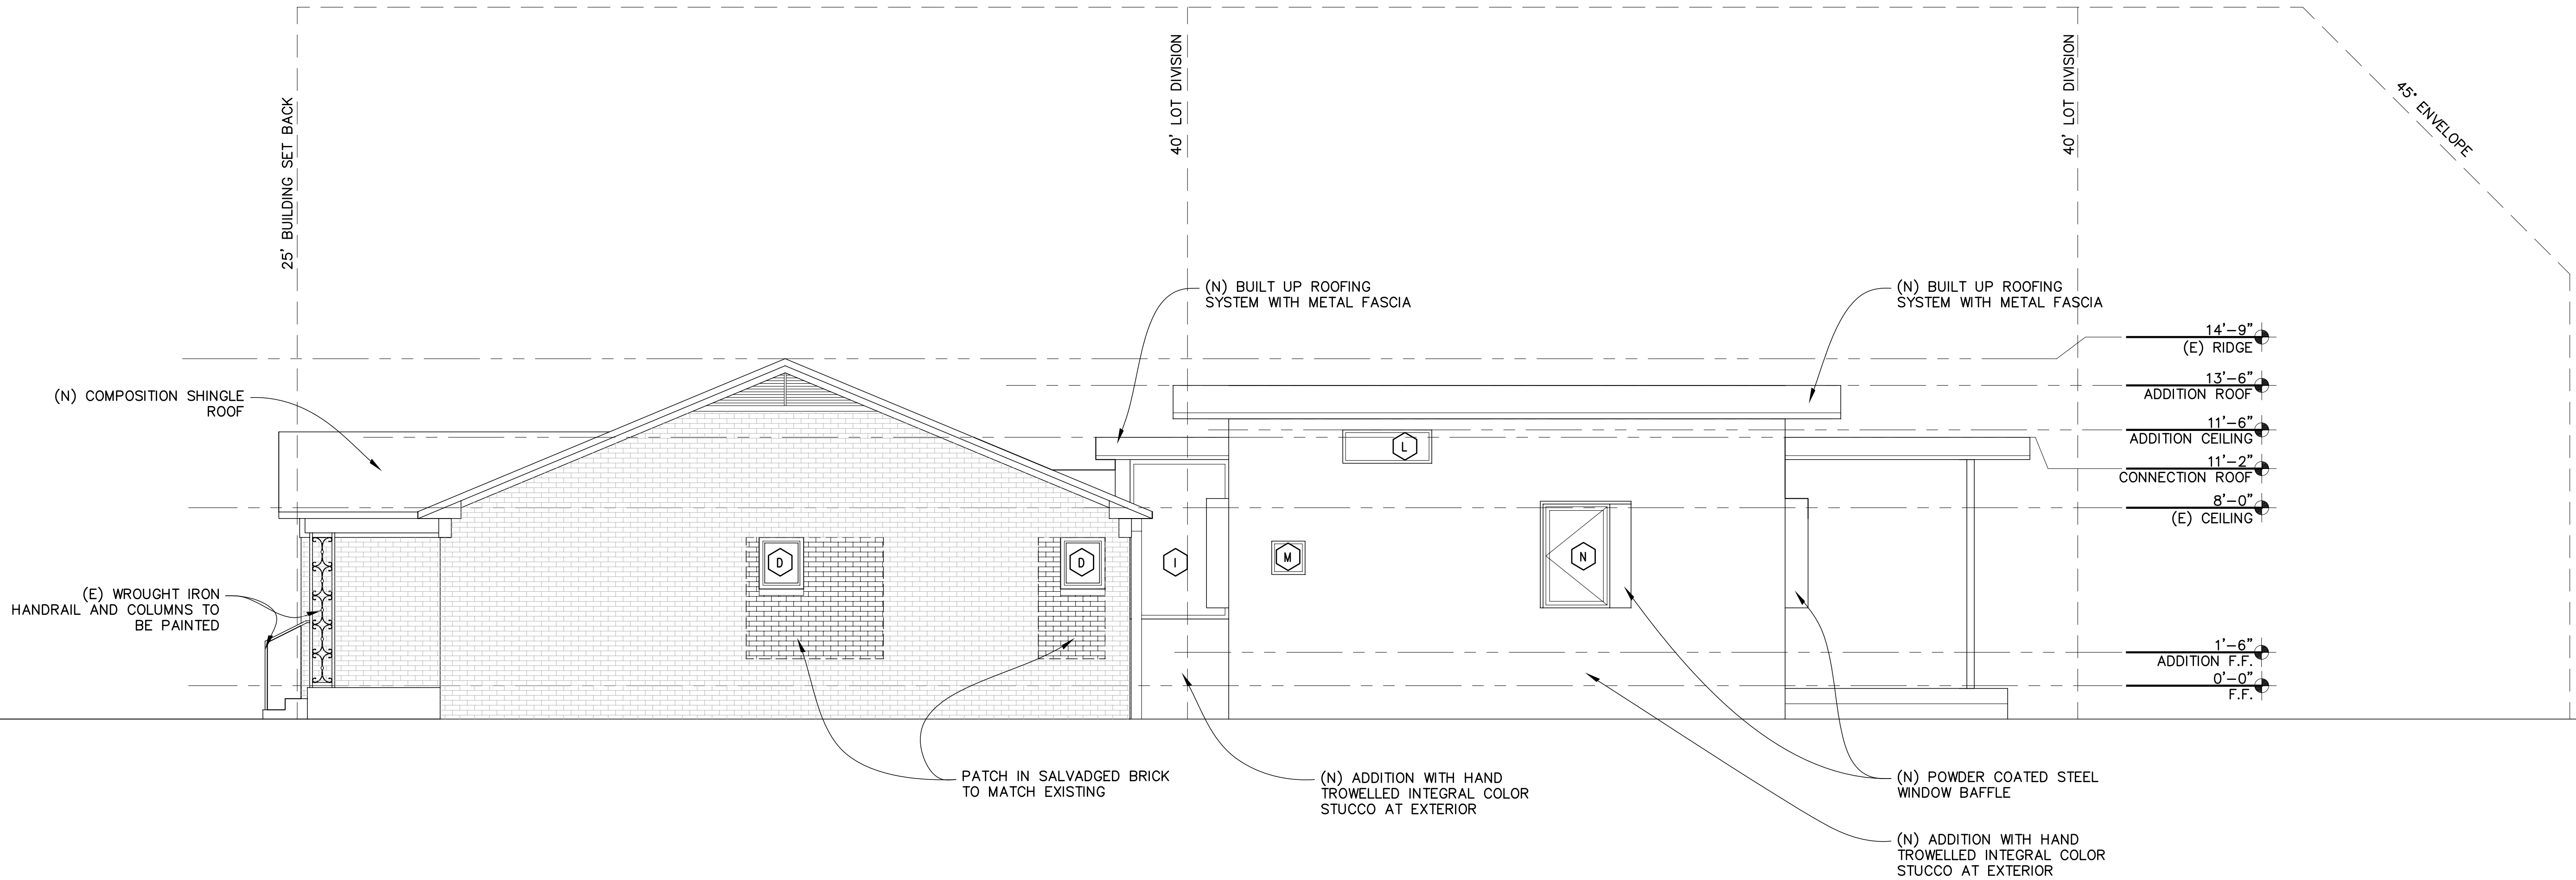 25' BUILDING SET BACK
40' LOT DIVISION
40' LOT DIVISION
45° ENVELOPE
(N) BUILT UP ROOFING
SYSTEM WITH METAL FASCIA
(N) BUILT UP ROOFING
SYSTEM WITH METAL FASCIA
14'-9"
(E) RIDGE
13'-6"
ADDITION ROOF
11'-6"
ADDITION CEILING
11'-2"
CONNECTION ROOF
8'-0"
(E) CEILING
1'-6"
ADDITION F.F.
0'-0"
F.F.
(N) COMPOSITION SHINGLE
ROOF
(E) WROUGHT IRON
HANDRAIL AND COLUMNS TO
BE PAINTED
D
D
I
M
L
N
PATCH IN SALVADGED BRICK
TO MATCH EXISTING
(N) ADDITION WITH HAND
TROWELLED INTEGRAL COLOR
STUCCO AT EXTERIOR
(N) POWDER COATED STEEL
WINDOW BAFFLE
(N) ADDITION WITH HAND
TROWELLED INTEGRAL COLOR
STUCCO AT EXTERIOR